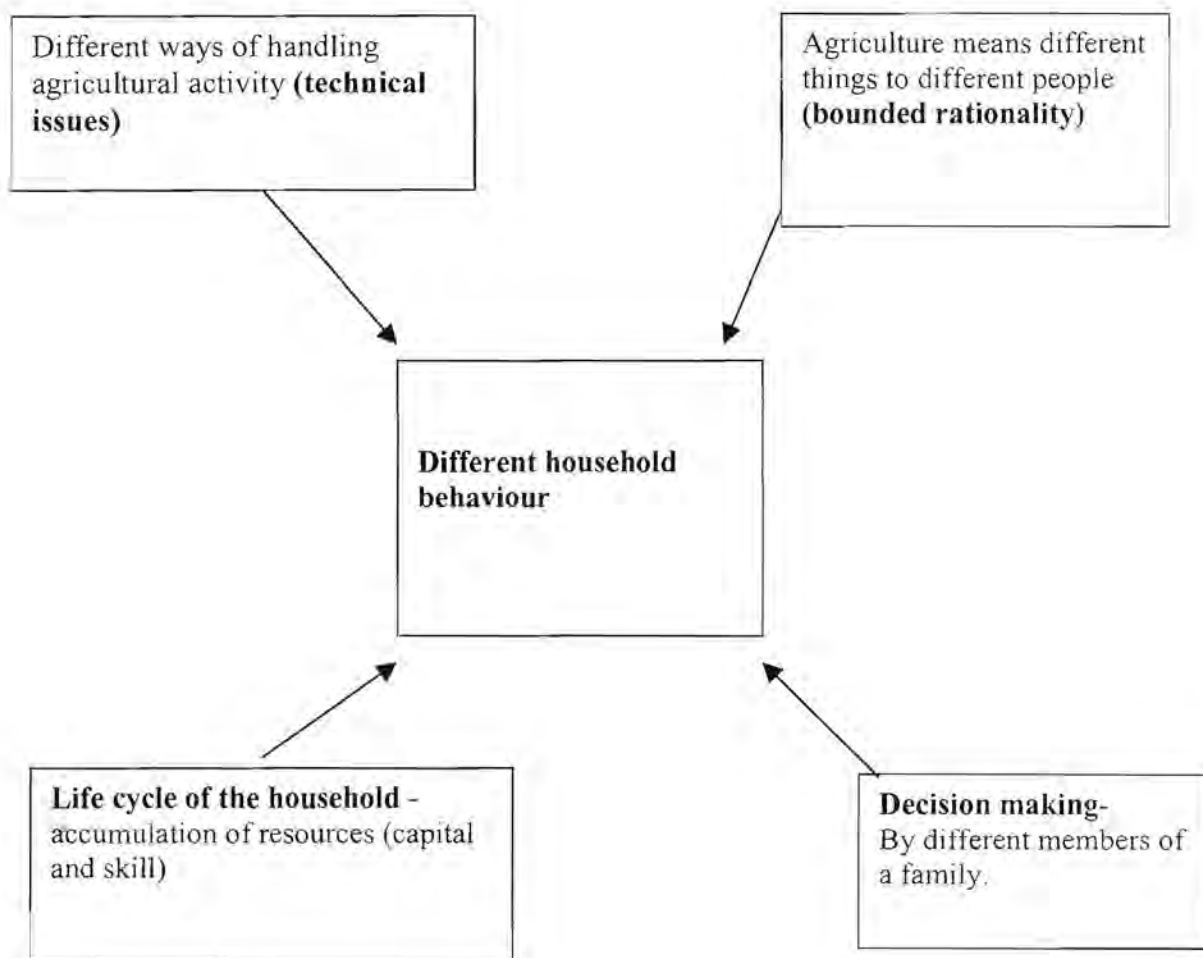 Different ways of handling
agricultural activity (technical
issues)
Agriculture means different
things to different people
(bounded rationality)
Different household
behaviour
Life cycle of the household -
accumulation of resources (capital
and skill)
Decision making-
By different members of
a family.